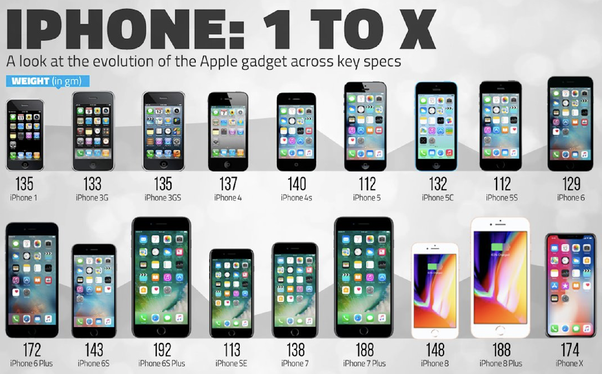 IPHONE: 1 TO X
A look at the evolution of the Apple gadget across key specs
WEIGHT (in gm)
135 133 135 137 140 112 132 112 129
iPhone 1 iPhone 3G iPhone 3GS iPhone 4 iPhone 4s iPhone 5 iPhone 5C iPhone 5S iPhone 6
172 143 192 113 138 188 148 188 174
iPhone 6 Plus iPhone 6S iPhone 6S Plus iPhone SE iPhone 7 iPhone 7 Plus iPhone 8 iPhone 8 Plus iPhone X